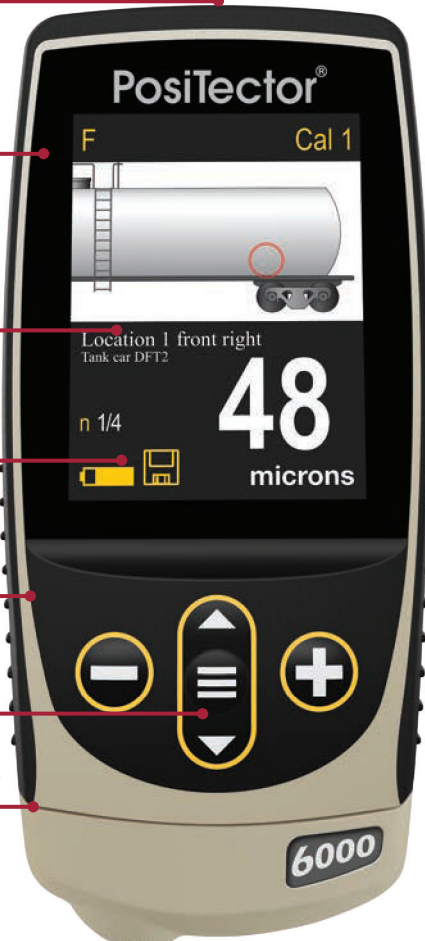 PosiTector®
F Cal 1
Location 1 front right
Tank car DFT2
48
n 1/4
microns
6000